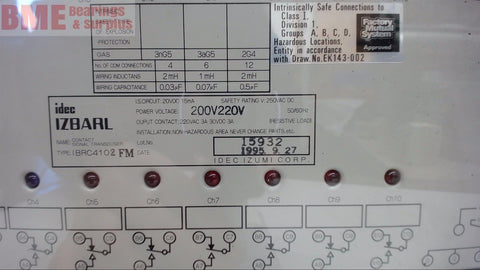 BME Bearings
& Surplus
OF EXPLOSION
PROTECTION
GAS 3nG5 3aG5 2G4
No. OF COM CONNECTIONS 4 6 12
WIRING INDUCTANS 2mH 1mH 2mH
WIRING CAPACITANCE 0.03μF 0.07μF 0.5μF
Intrinsically Safe Connections to
Class I,
Division 1,
Groups A, B, C, D,
Hazardous Locations,
Entity in accordance
with Draw.No.EK143-002
Factory
Mutual
System
Approved
idec
IZBARL
I.S.CIRCUIT: 20VDC 15mA SAFETY RATING V: 250VAC DC
POWER VOLTAGE: 200V220V 50/60Hz
OUPUT CONTACT: 220VAC 3A 30VDC 3A (RESISTIVE LOAD)
INSTALLATION: NON-HAZARDOUS AREA NEVER CHANGE PARTS.
NAME CONTACT SIGNAL TRANSDUSER Lot.No. 15932
TYPE IBRC4102 FM DATE 1995. 9. 27
IDEC IZUMI CORP.
Ch4 Ch5 Ch6 Ch7 Ch8 Ch9 Ch10